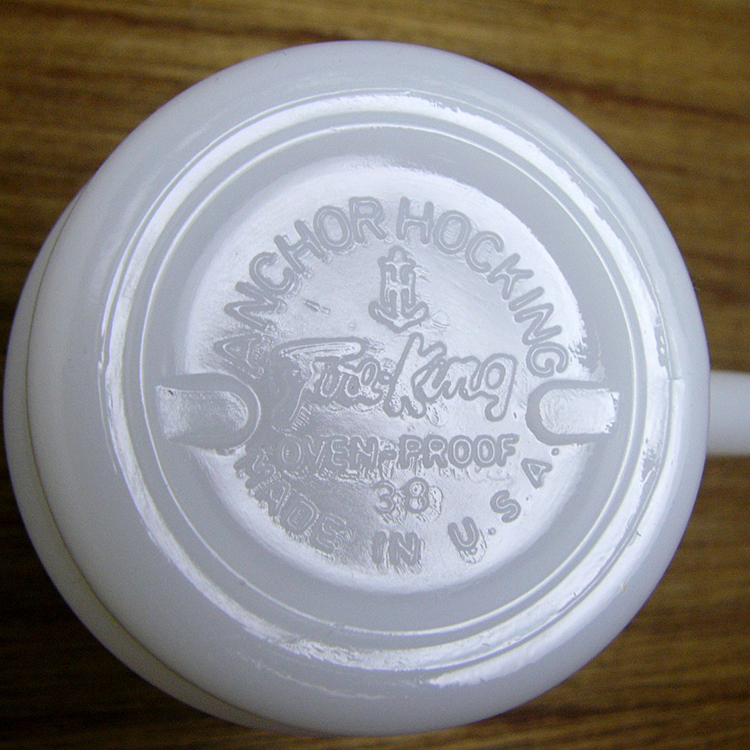 ANCHOR HOCKING
H
Fire-King
OVEN-PROOF
38
MADE IN U.S.A.